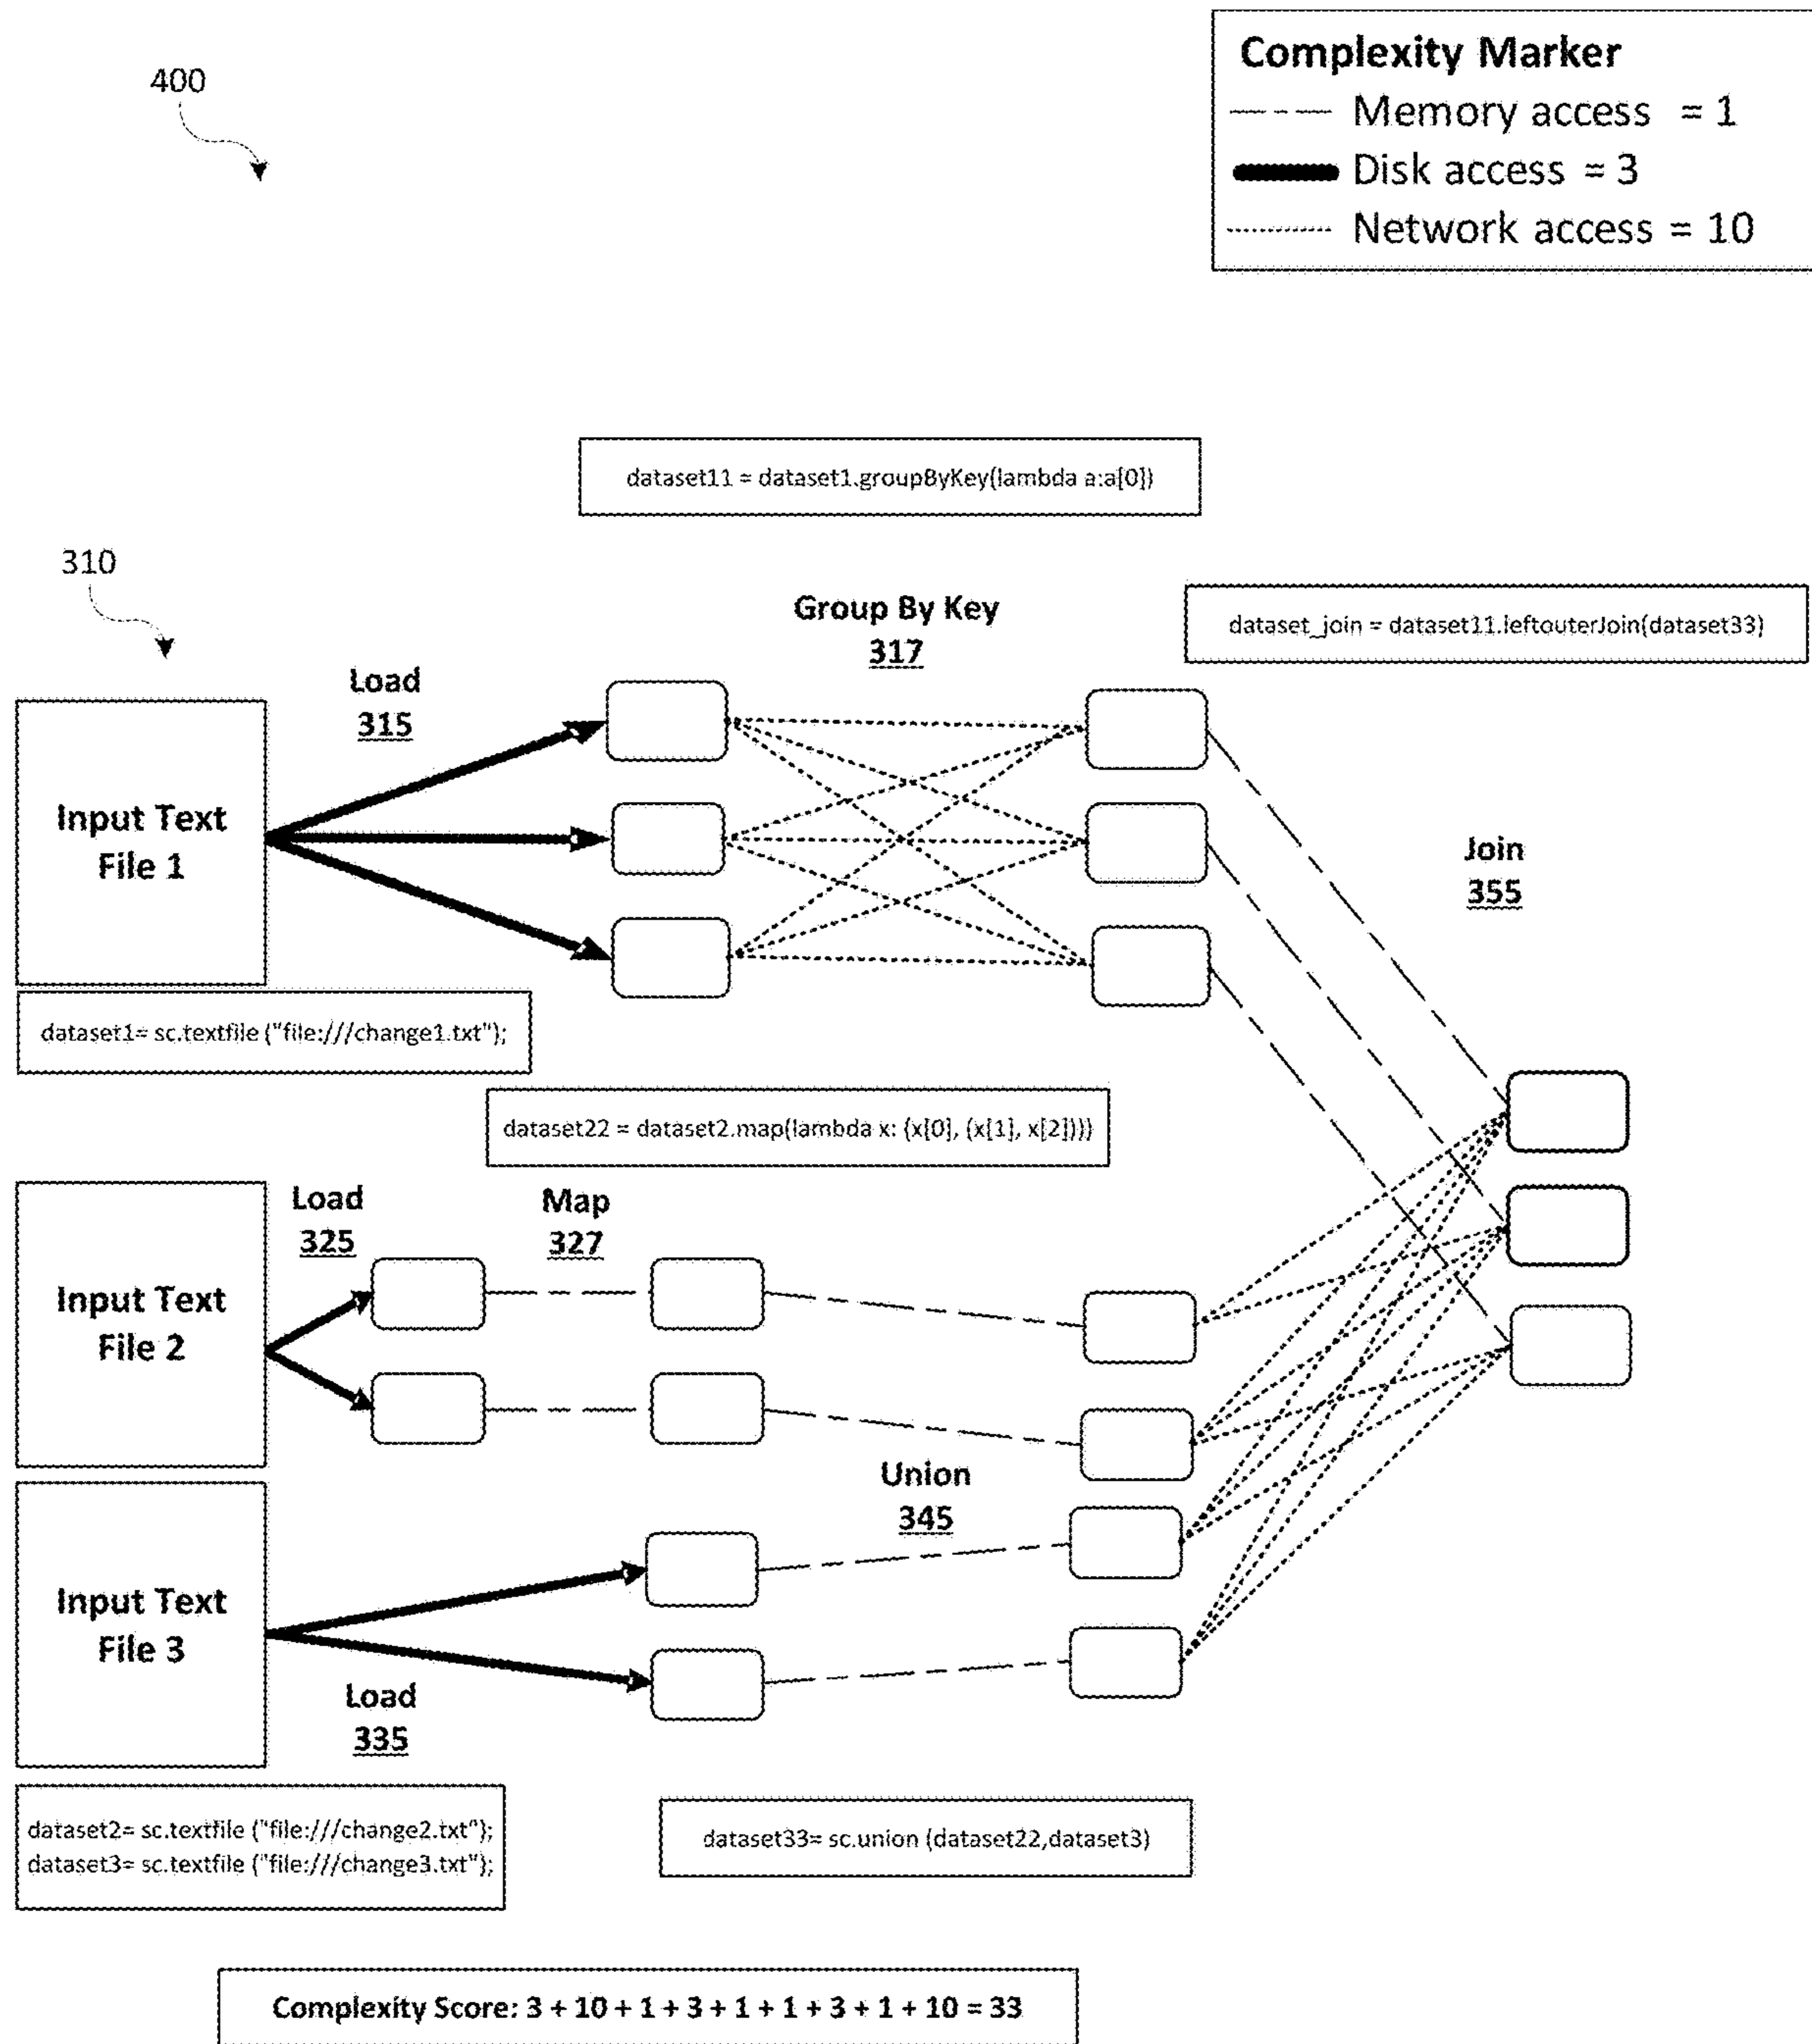 400
Complexity Marker
Memory access = 1
Disk access = 3
Network access = 10
dataset11 = dataset1.groupByKey(lambda a:a[0])
310
Group By Key
317
dataset_join = dataset11.leftouterJoin(dataset33)
Load
315
Input Text
File 1
Join
355
dataset1= sc.textfile ("file:///change1.txt");
dataset22 = dataset2.map(lambda x: (x[0], (x[1], x[2])))
Load
325
Map
327
Input Text
File 2
Union
345
Input Text
File 3
Load
335
dataset2= sc.textfile ("file:///change2.txt");
dataset3= sc.textfile ("file:///change3.txt");
dataset33= sc.union (dataset22,dataset3)
Complexity Score: 3 + 10 + 1 + 3 + 1 + 1 + 3 + 1 + 10 = 33